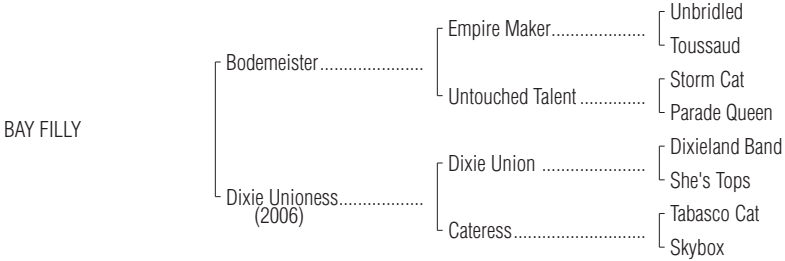 Unbridled
Empire Maker....................
Toussaud
Bodemeister......................
Storm Cat
Untouched Talent ..............
Parade Queen
BAY FILLY
Dixieland Band
Dixie Union ......................
She's Tops
Dixie Unioness..................
(2006)
Tabasco Cat
Cateress............................
Skybox